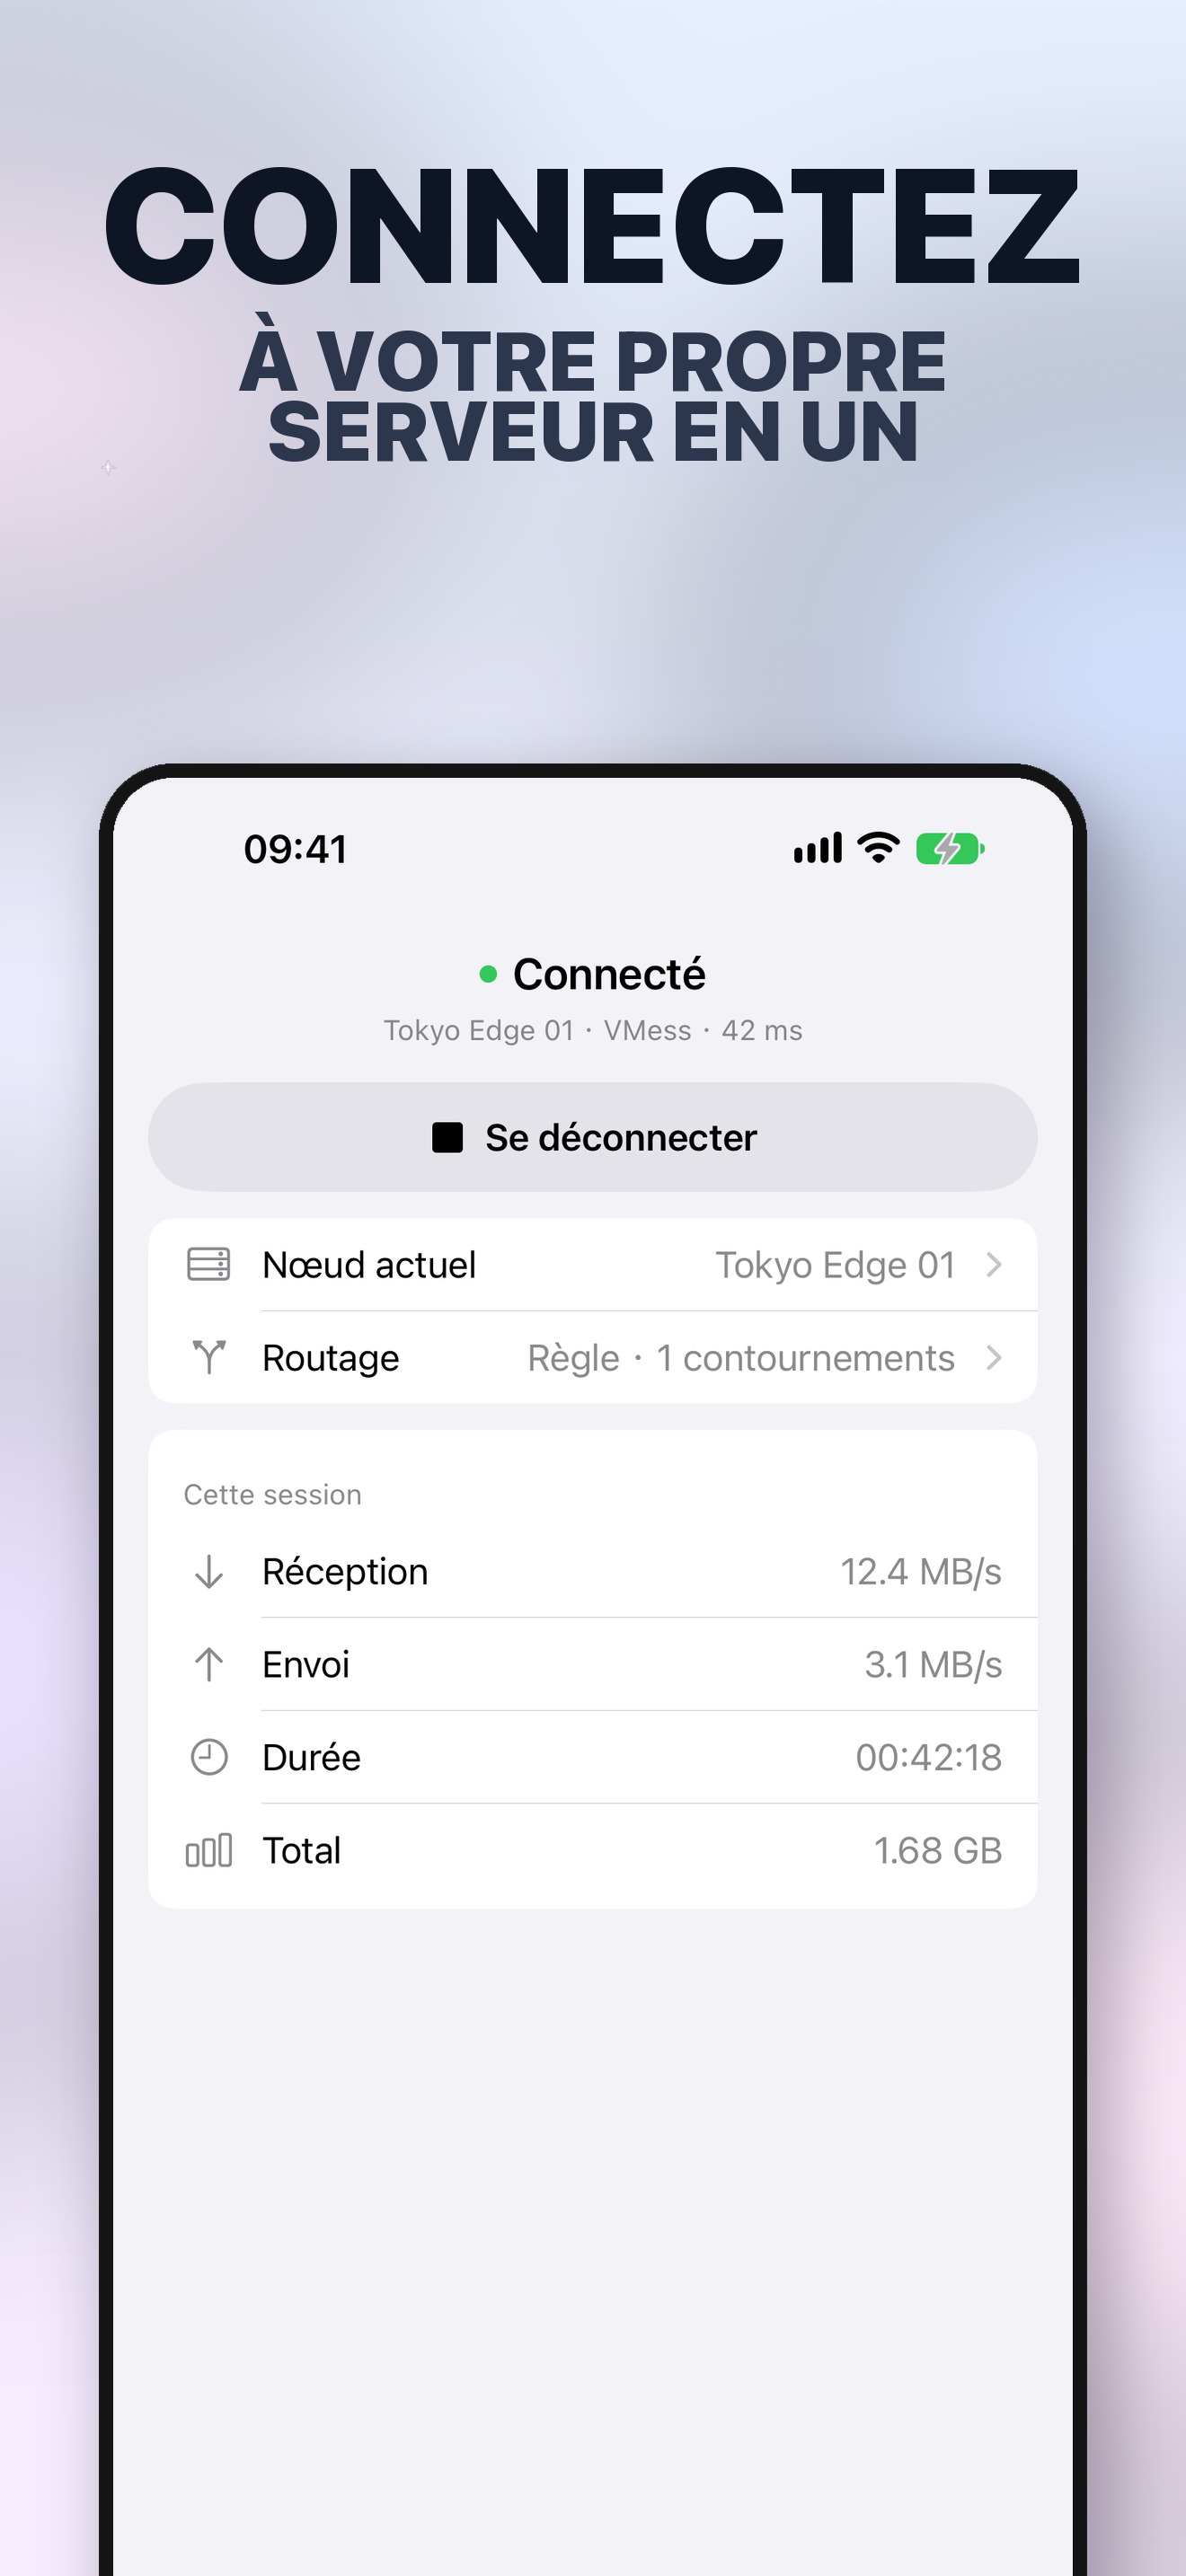 CONNECTEZ
À VOTRE PROPRE
SERVEUR EN UN
09:41
Connecté
Tokyo Edge 01 · VMess · 42 ms
Se déconnecter
Nœud actuel Tokyo Edge 01
Routage Règle · 1 contournements
Cette session
Réception 12.4 MB/s
Envoi 3.1 MB/s
Durée 00:42:18
Total 1.68 GB